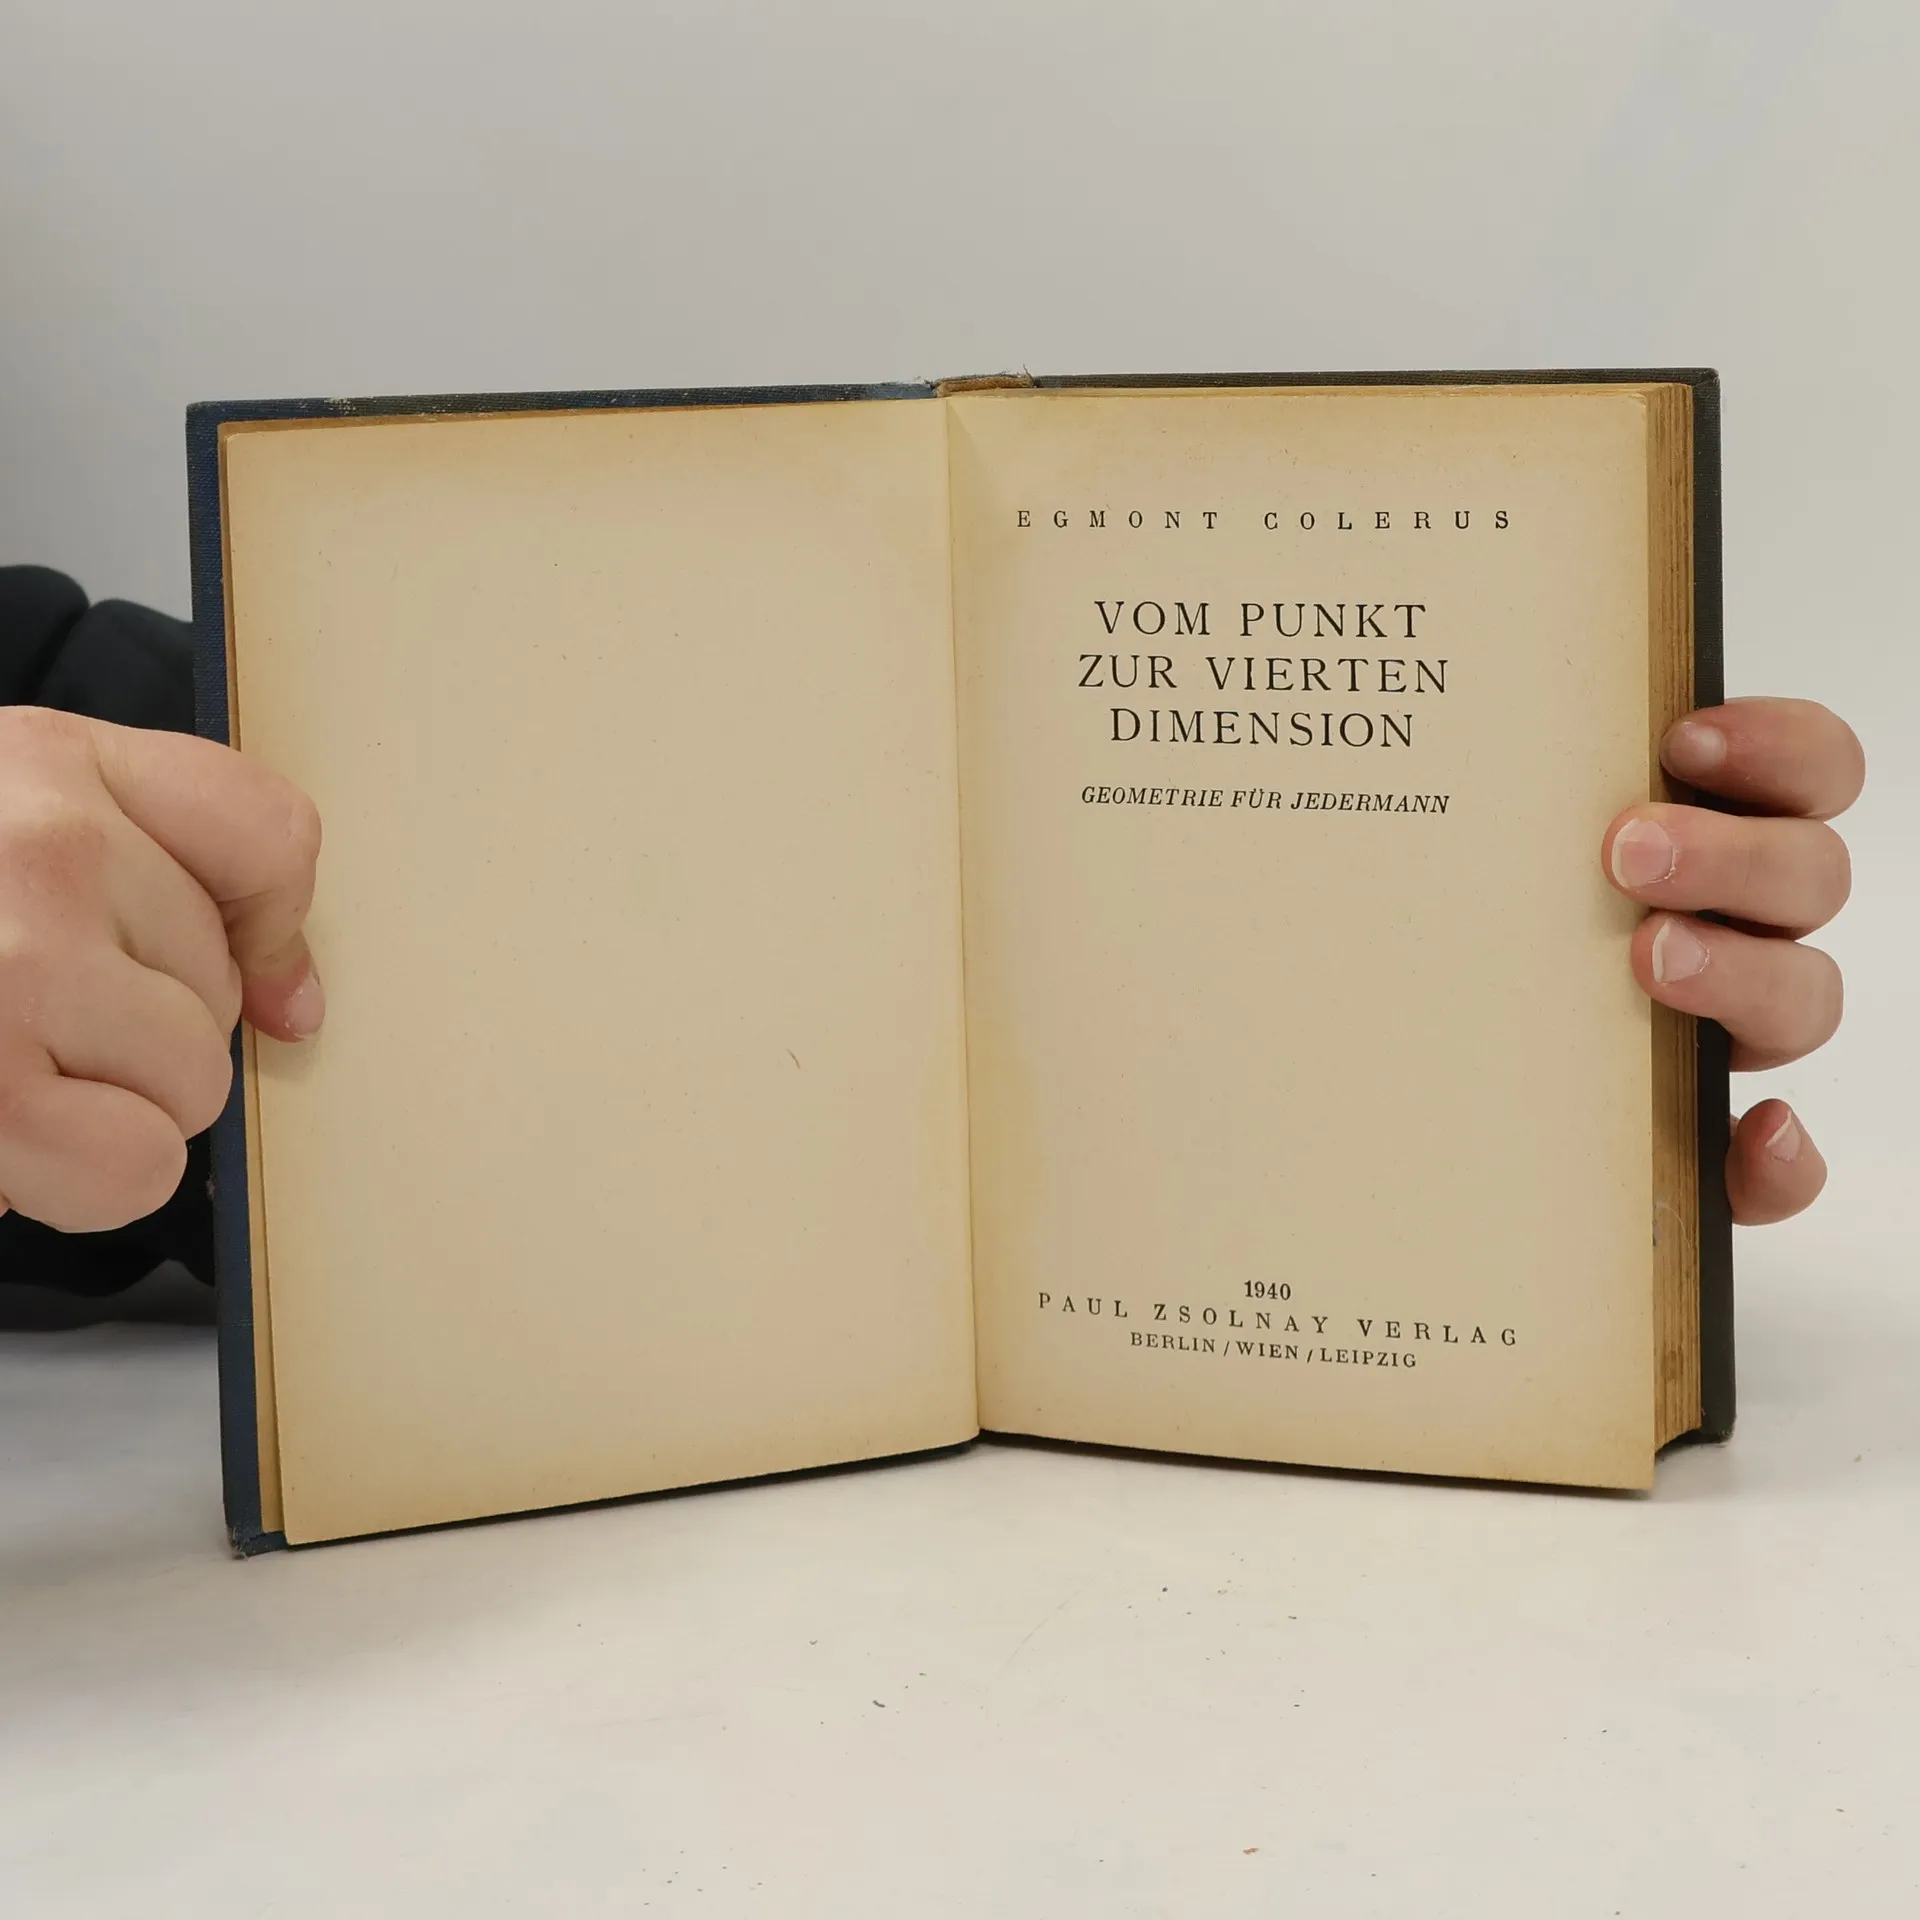 EGMONT COLERUS
VOM PUNKT
ZUR VIERTEN
DIMENSION
GEOMETRIE FÜR JEDERMANN
1940
PAUL ZSOLNAY VERLAG
BERLIN / WIEN / LEIPZIG